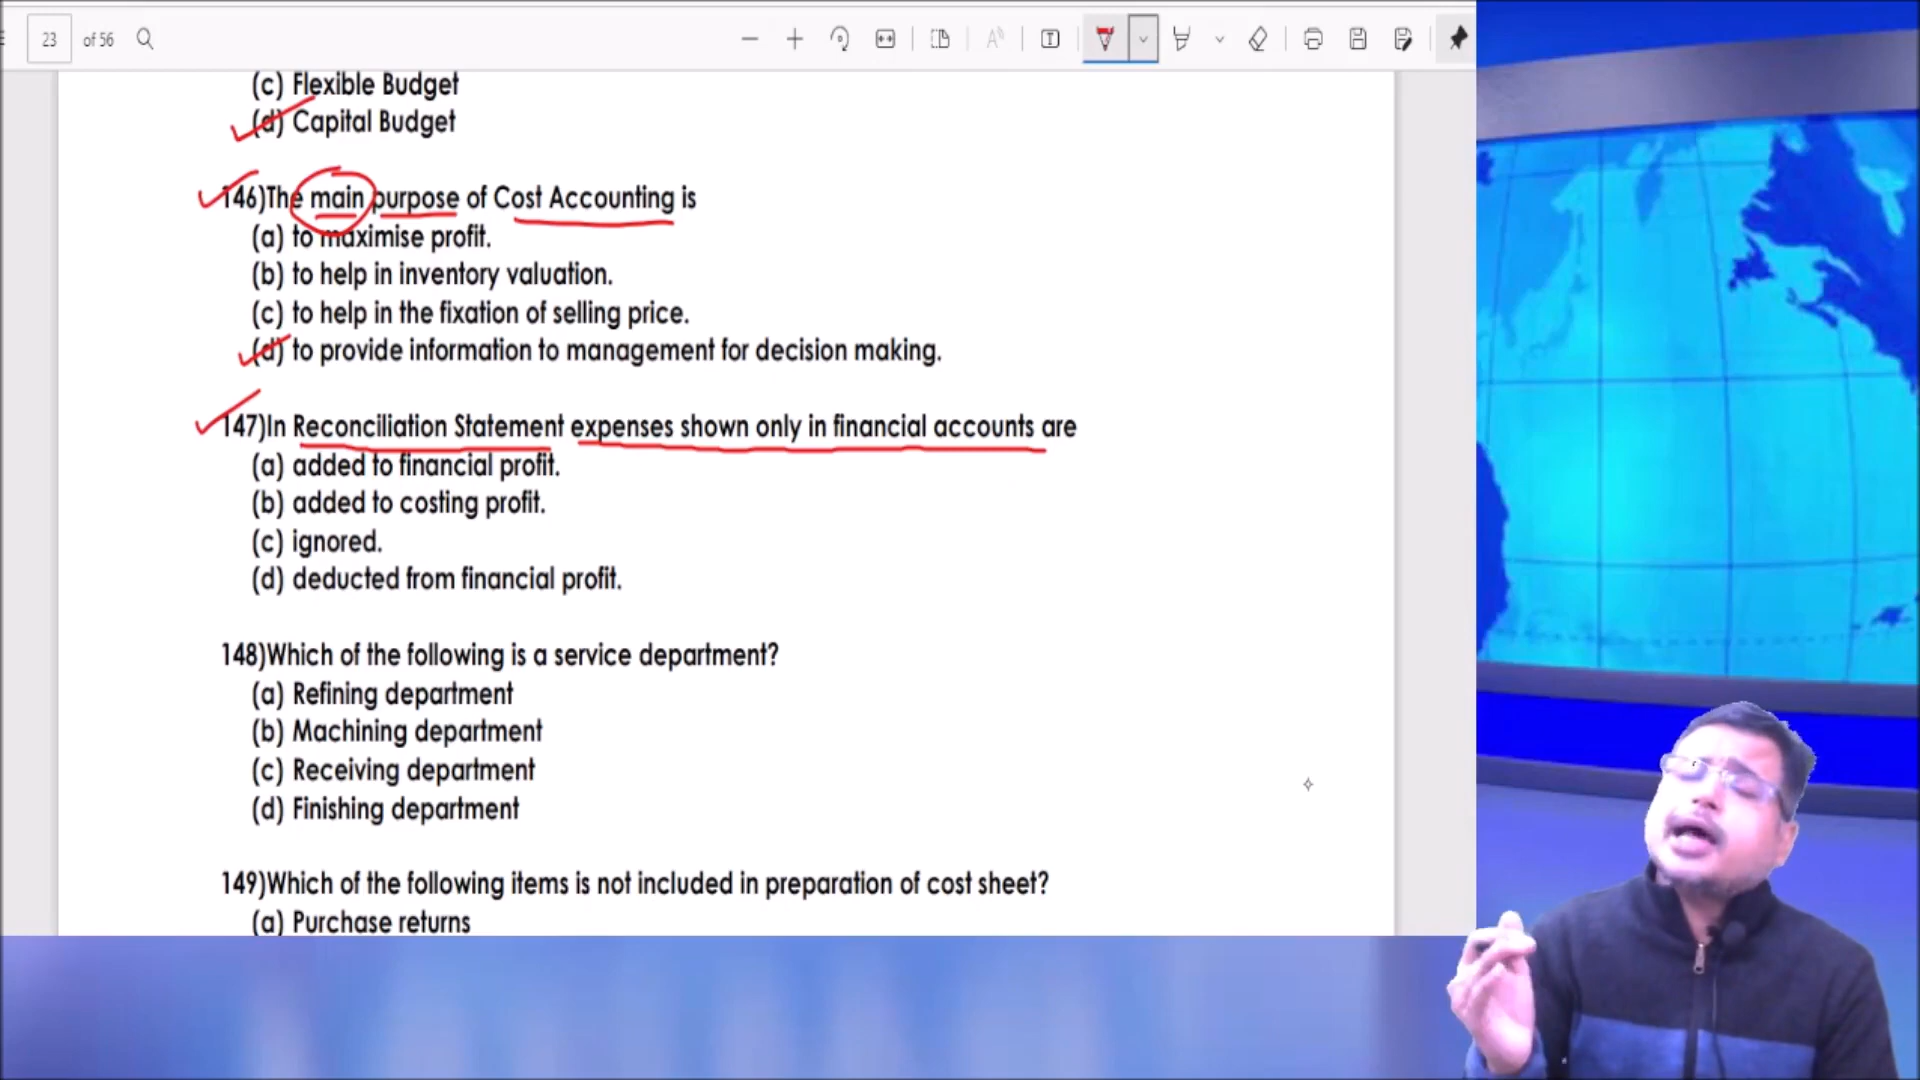 23 of 56
(c) Flexible Budget
(d) Capital Budget
146)The main purpose of Cost Accounting is
(a) to maximise profit.
(b) to help in inventory valuation.
(c) to help in the fixation of selling price.
(d) to provide information to management for decision making.
147)In Reconciliation Statement expenses shown only in financial accounts are
(a) added to financial profit.
(b) added to costing profit.
(c) ignored.
(d) deducted from financial profit.
148)Which of the following is a service department?
(a) Refining department
(b) Machining department
(c) Receiving department
(d) Finishing department
149)Which of the following items is not included in preparation of cost sheet?
(a) Purchase returns